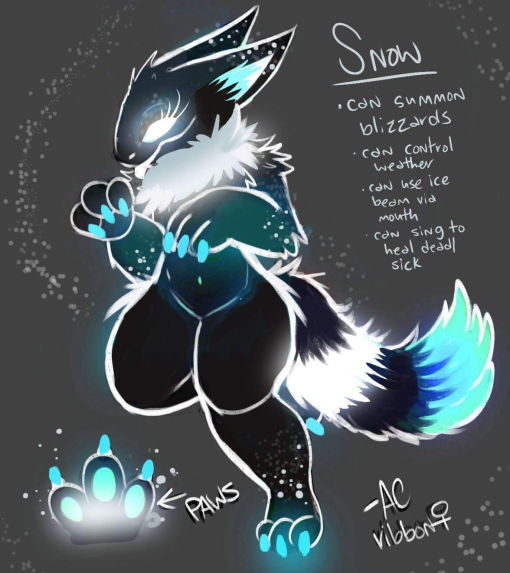 Snow
• can summon
blizzards
• can control
weather
• can use ice
beam via
mouth
• can sing to
heal dead/
sick
PAWS
-AC
vibbon♀